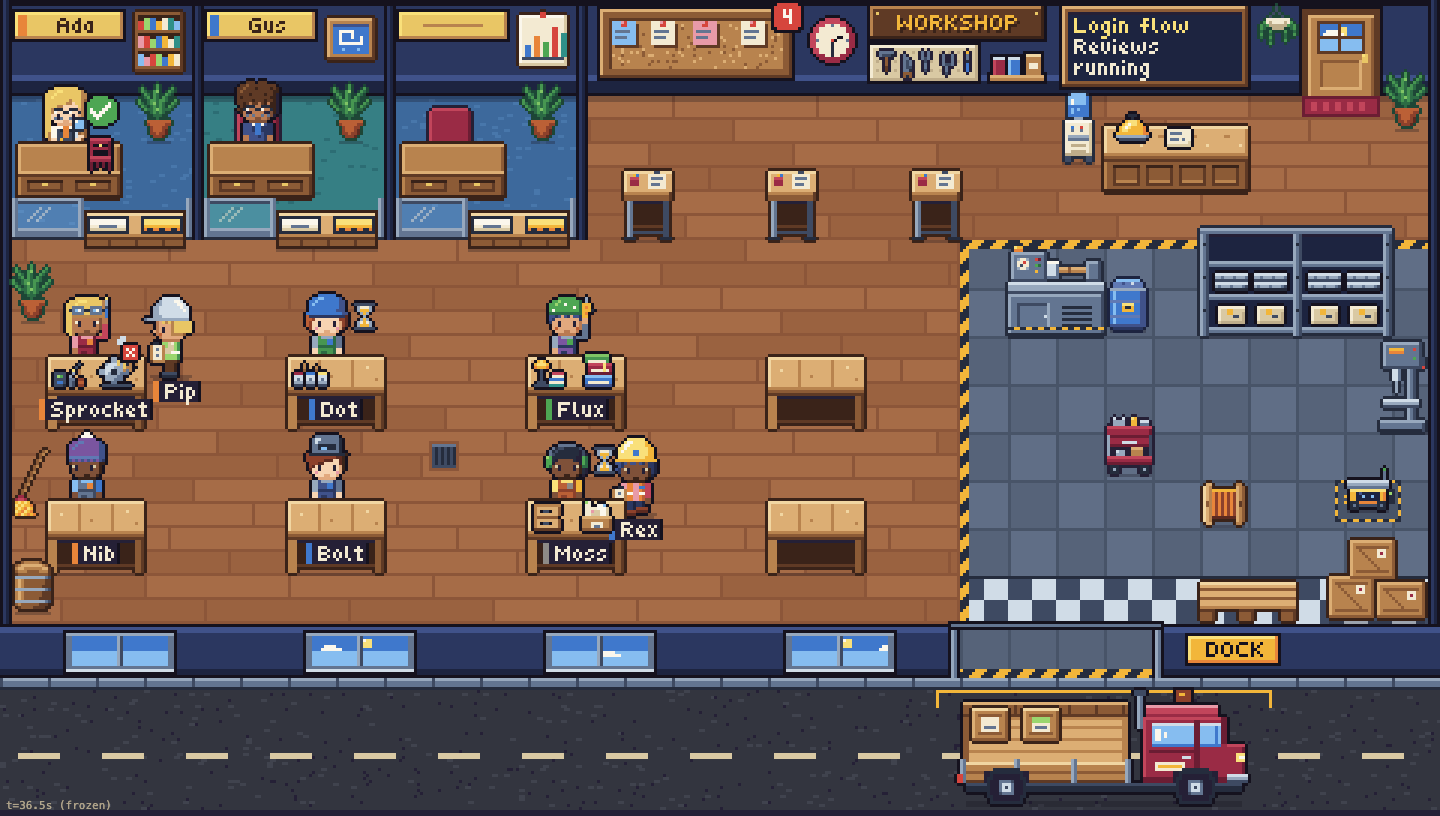 Ada
Gus
4
WORKSHOP
Login flow
Reviews
running
Pip
Sprocket
Dot
Flux
Rex
Nib
Bolt
Moss
DOCK
t=36.5s (frozen)